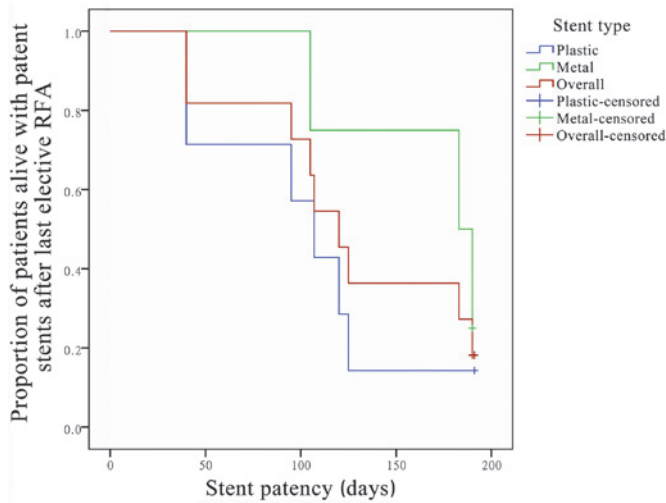 Proportion of patients alive with patent
stents after last elective RFA
1.0
0.8
0.6
0.4
0.2
0.0
0
50
100
150
200
Stent patency (days)
Stent type
Plastic
Metal
Overall
Plastic-censored
Metal-censored
Overall-censored